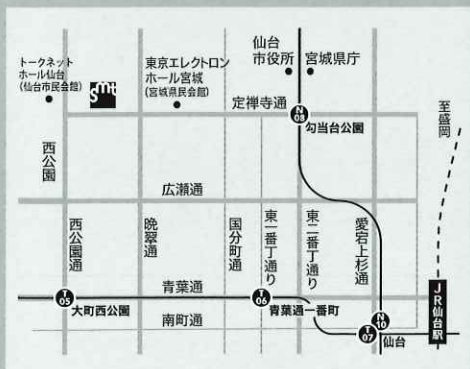 トークネット
ホール仙台
(仙台市民会館)
smt
東京エレクトロン
ホール宮城
(宮城県民会館)
仙台
市役所
宮城県庁
定禅寺通
N
08
勾当台公園
至盛岡
西公園
広瀬通
西公園通
晩翠通
国分町通
東一番丁通り
東二番丁通り
愛宕上杉通
青葉通
T
05
大町西公園
T
06
青葉通一番町
南町通
N
10
T
07
仙台
JR仙台駅